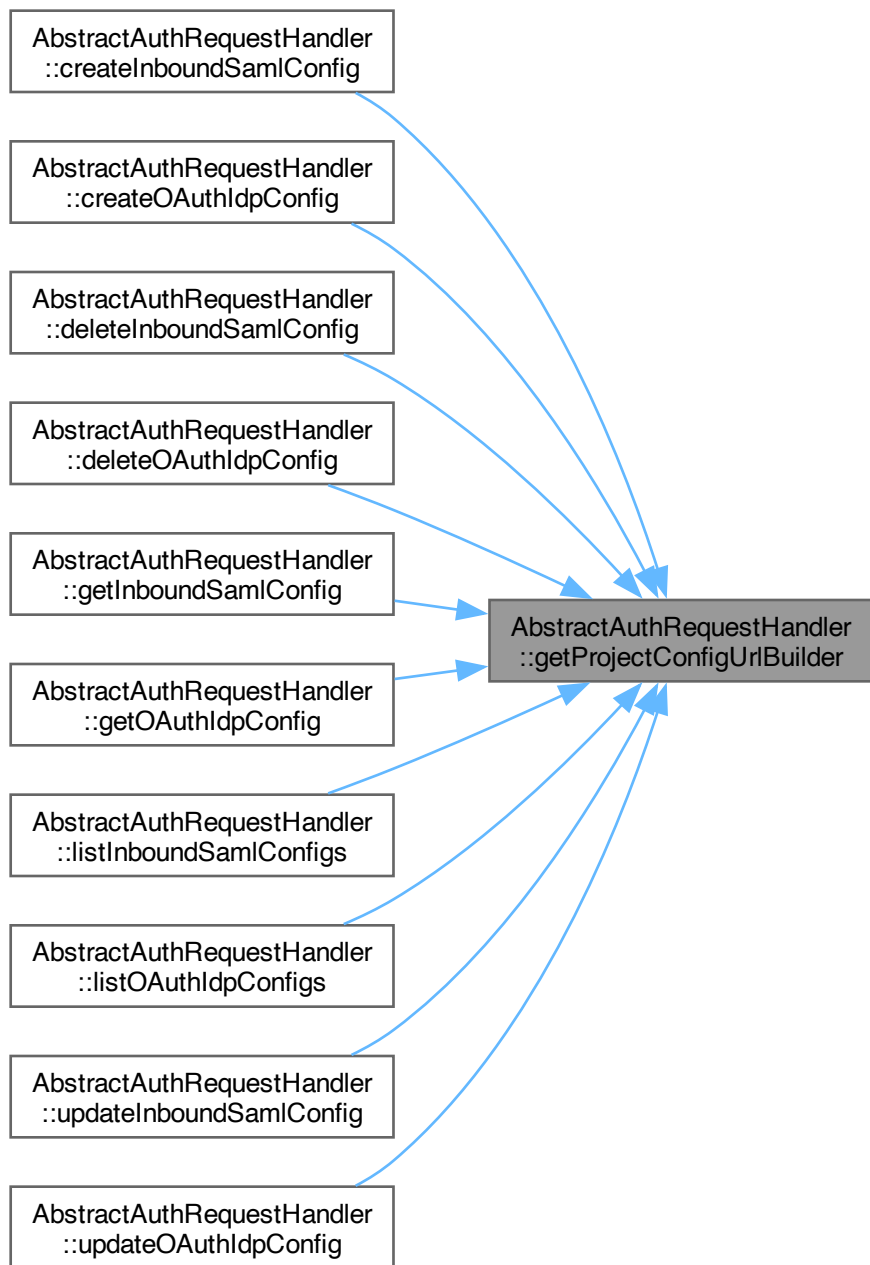 AbstractAuthRequestHandler
::createInboundSamlConfig
AbstractAuthRequestHandler
::createOAuthIdpConfig
AbstractAuthRequestHandler
::deleteInboundSamlConfig
AbstractAuthRequestHandler
::deleteOAuthIdpConfig
AbstractAuthRequestHandler
::getInboundSamlConfig
AbstractAuthRequestHandler
::getProjectConfigUrlBuilder
AbstractAuthRequestHandler
::getOAuthIdpConfig
AbstractAuthRequestHandler
::listInboundSamlConfigs
AbstractAuthRequestHandler
::listOAuthIdpConfigs
AbstractAuthRequestHandler
::updateInboundSamlConfig
AbstractAuthRequestHandler
::updateOAuthIdpConfig